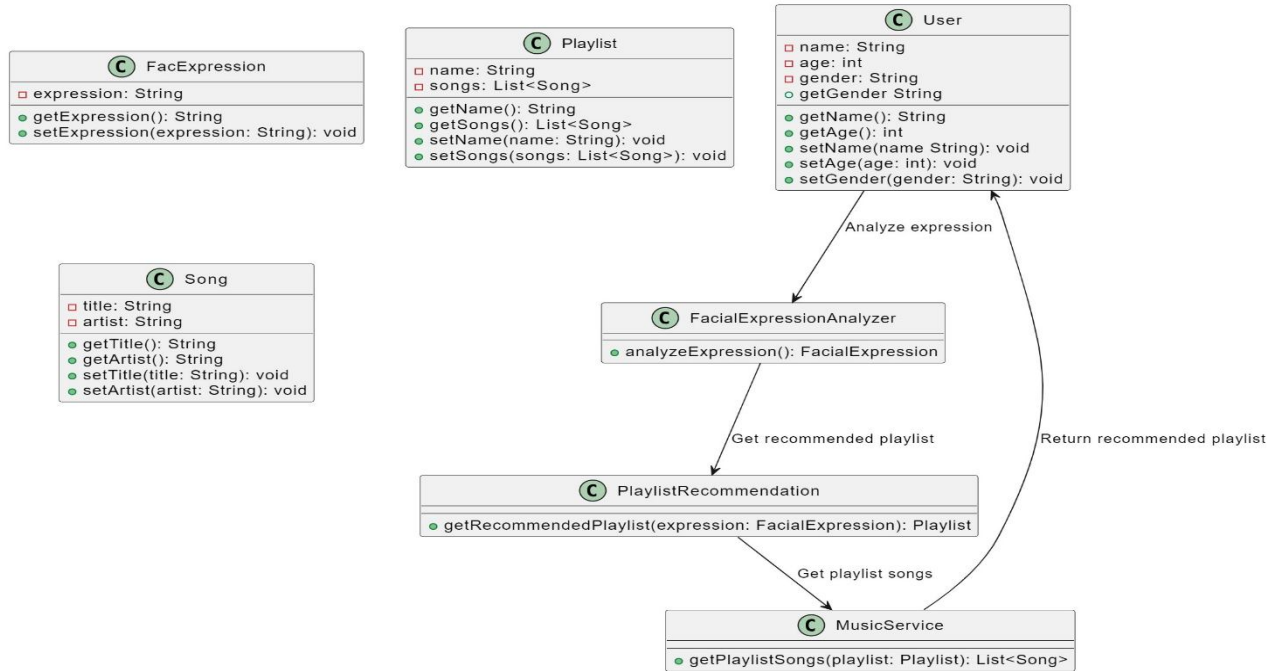 C FacExpression
expression: String
getExpression(): String
setExpression(expression: String): void
C Playlist
name: String
songs: List<Song>
getName(): String
getSongs(): List<Song>
setName(name: String): void
setSongs(songs: List<Song>): void
C User
name: String
age: int
gender: String
getGender String
getName(): String
getAge(): int
setName(name String): void
setAge(age: int): void
setGender(gender: String): void
Analyze expression
C Song
title: String
artist: String
getTitle(): String
getArtist(): String
setTitle(title: String): void
setArtist(artist: String): void
C FacialExpressionAnalyzer
analyzeExpression(): FacialExpression
Get recommended playlist
Return recommended playlist
C PlaylistRecommendation
getRecommendedPlaylist(expression: FacialExpression): Playlist
Get playlist songs
C MusicService
getPlaylistSongs(playlist: Playlist): List<Song>